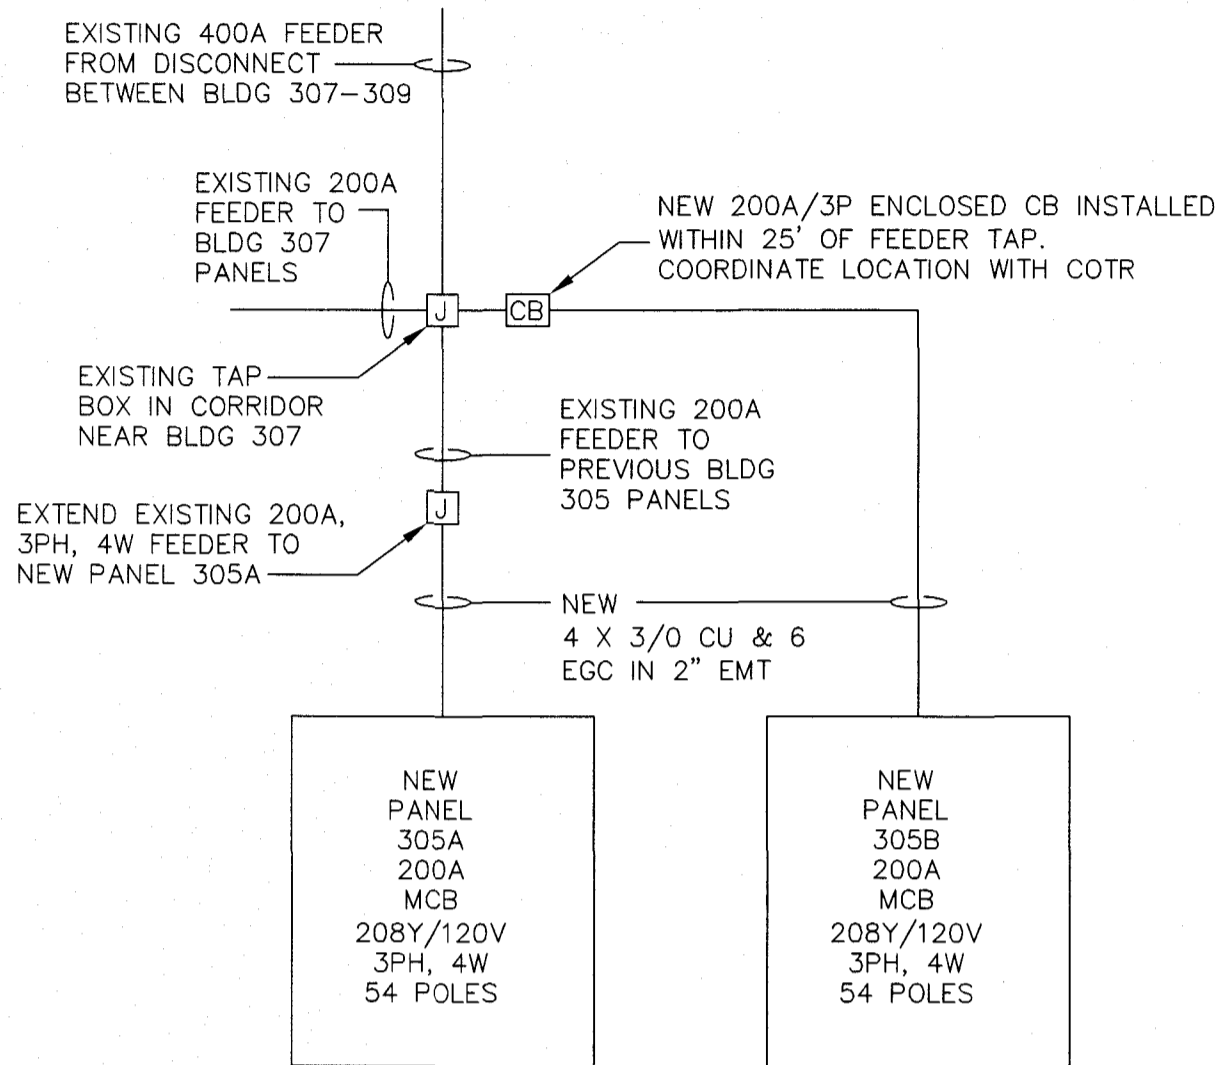 EXISTING 400A FEEDER
FROM DISCONNECT
BETWEEN BLDG 307-309
EXISTING 200A
FEEDER TO
BLDG 307
PANELS
NEW 200A/3P ENCLOSED CB INSTALLED
WITHIN 25' OF FEEDER TAP.
COORDINATE LOCATION WITH COTR
J
CB
EXISTING TAP
BOX IN CORRIDOR
NEAR BLDG 307
EXISTING 200A
FEEDER TO
PREVIOUS BLDG
305 PANELS
J
EXTEND EXISTING 200A,
3PH, 4W FEEDER TO
NEW PANEL 305A
NEW
4 X 3/0 CU & 6
EGC IN 2" EMT
NEW
PANEL
305A
200A
MCB
208Y/120V
3PH, 4W
54 POLES
NEW
PANEL
305B
200A
MCB
208Y/120V
3PH, 4W
54 POLES